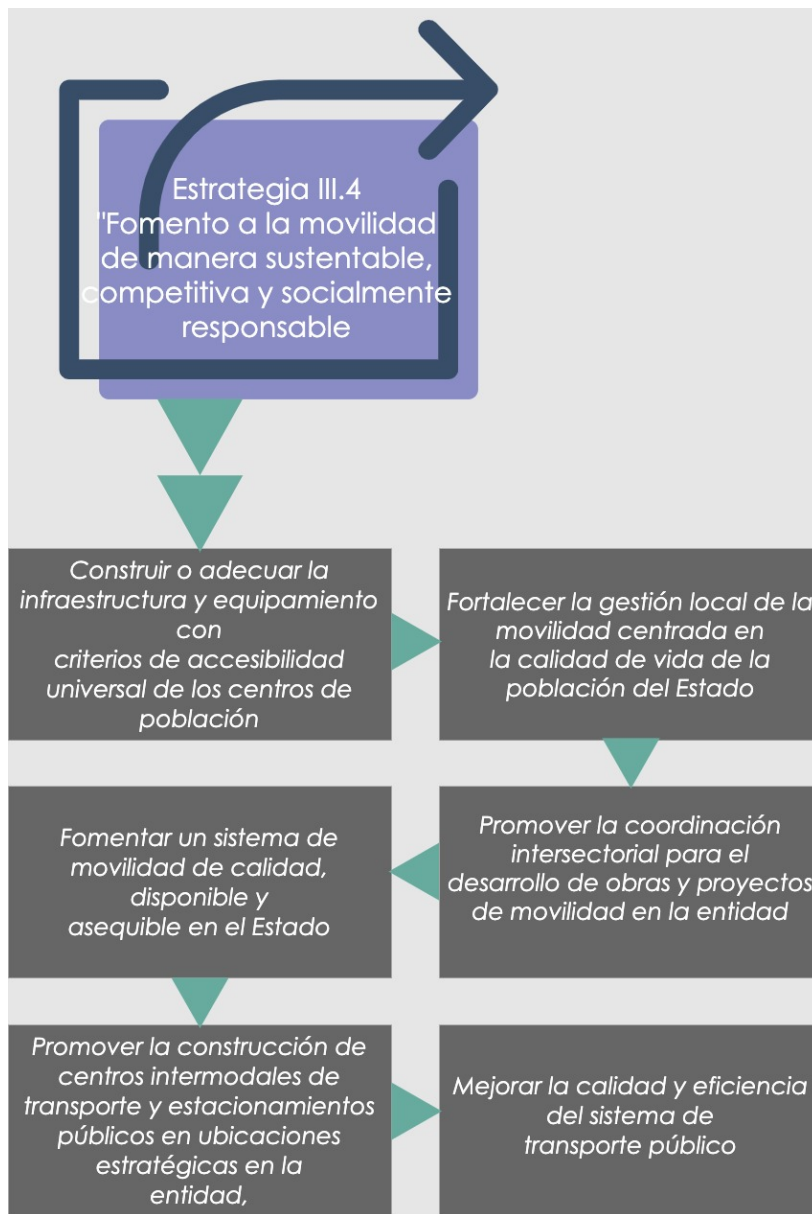 Estrategia III.4
"Fomento a la movilidad
de manera sustentable,
competitiva y socialmente
responsable
Construir o adecuar la
infraestructura y equipamiento
con
criterios de accesibilidad
universal de los centros de
población
Fortalecer la gestión local de la
movilidad centrada en
la calidad de vida de la
población del Estado
Promover la coordinación
intersectorial para el
desarrollo de obras y proyectos
de movilidad en la entidad
Fomentar un sistema de
movilidad de calidad,
disponible y
asequible en el Estado
Promover la construcción de
centros intermodales de
transporte y estacionamientos
públicos en ubicaciones
estratégicas en la
entidad,
Mejorar la calidad y eficiencia
del sistema de
transporte público